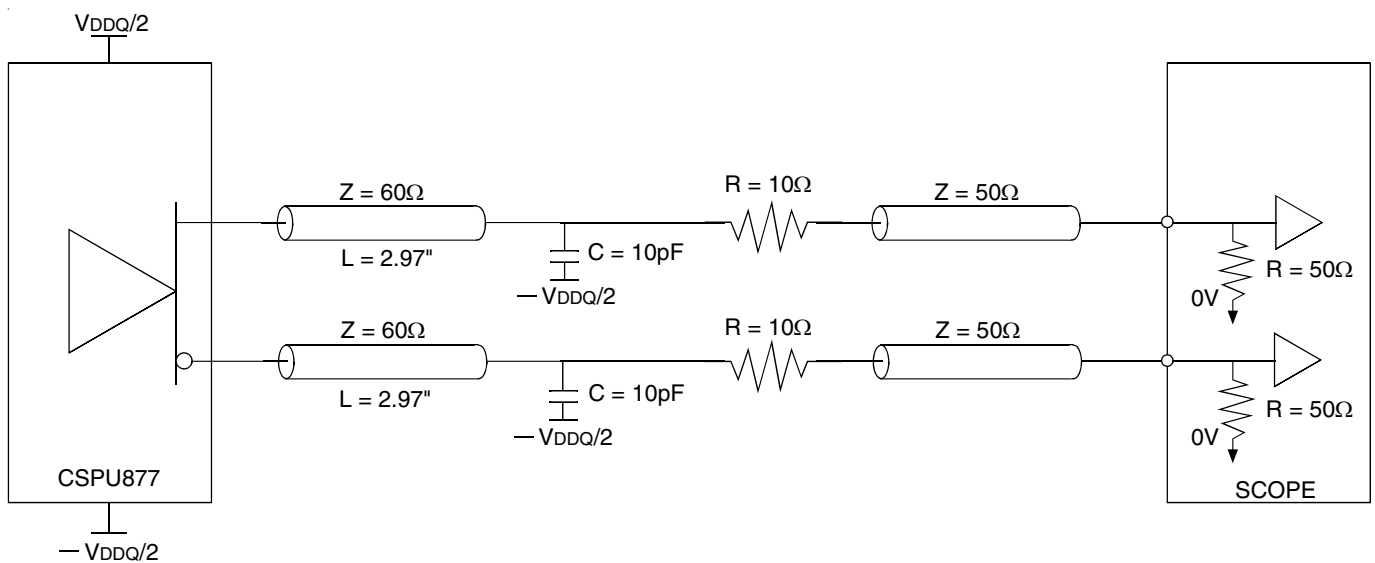 VDDQ/2
Z = 60Ω
R = 10Ω
Z = 50Ω
L = 2.97"
C = 10pF
– VDDQ/2
R = 50Ω
0V
Z = 60Ω
R = 10Ω
Z = 50Ω
L = 2.97"
C = 10pF
– VDDQ/2
R = 50Ω
0V
CSPU877
SCOPE
– VDDQ/2